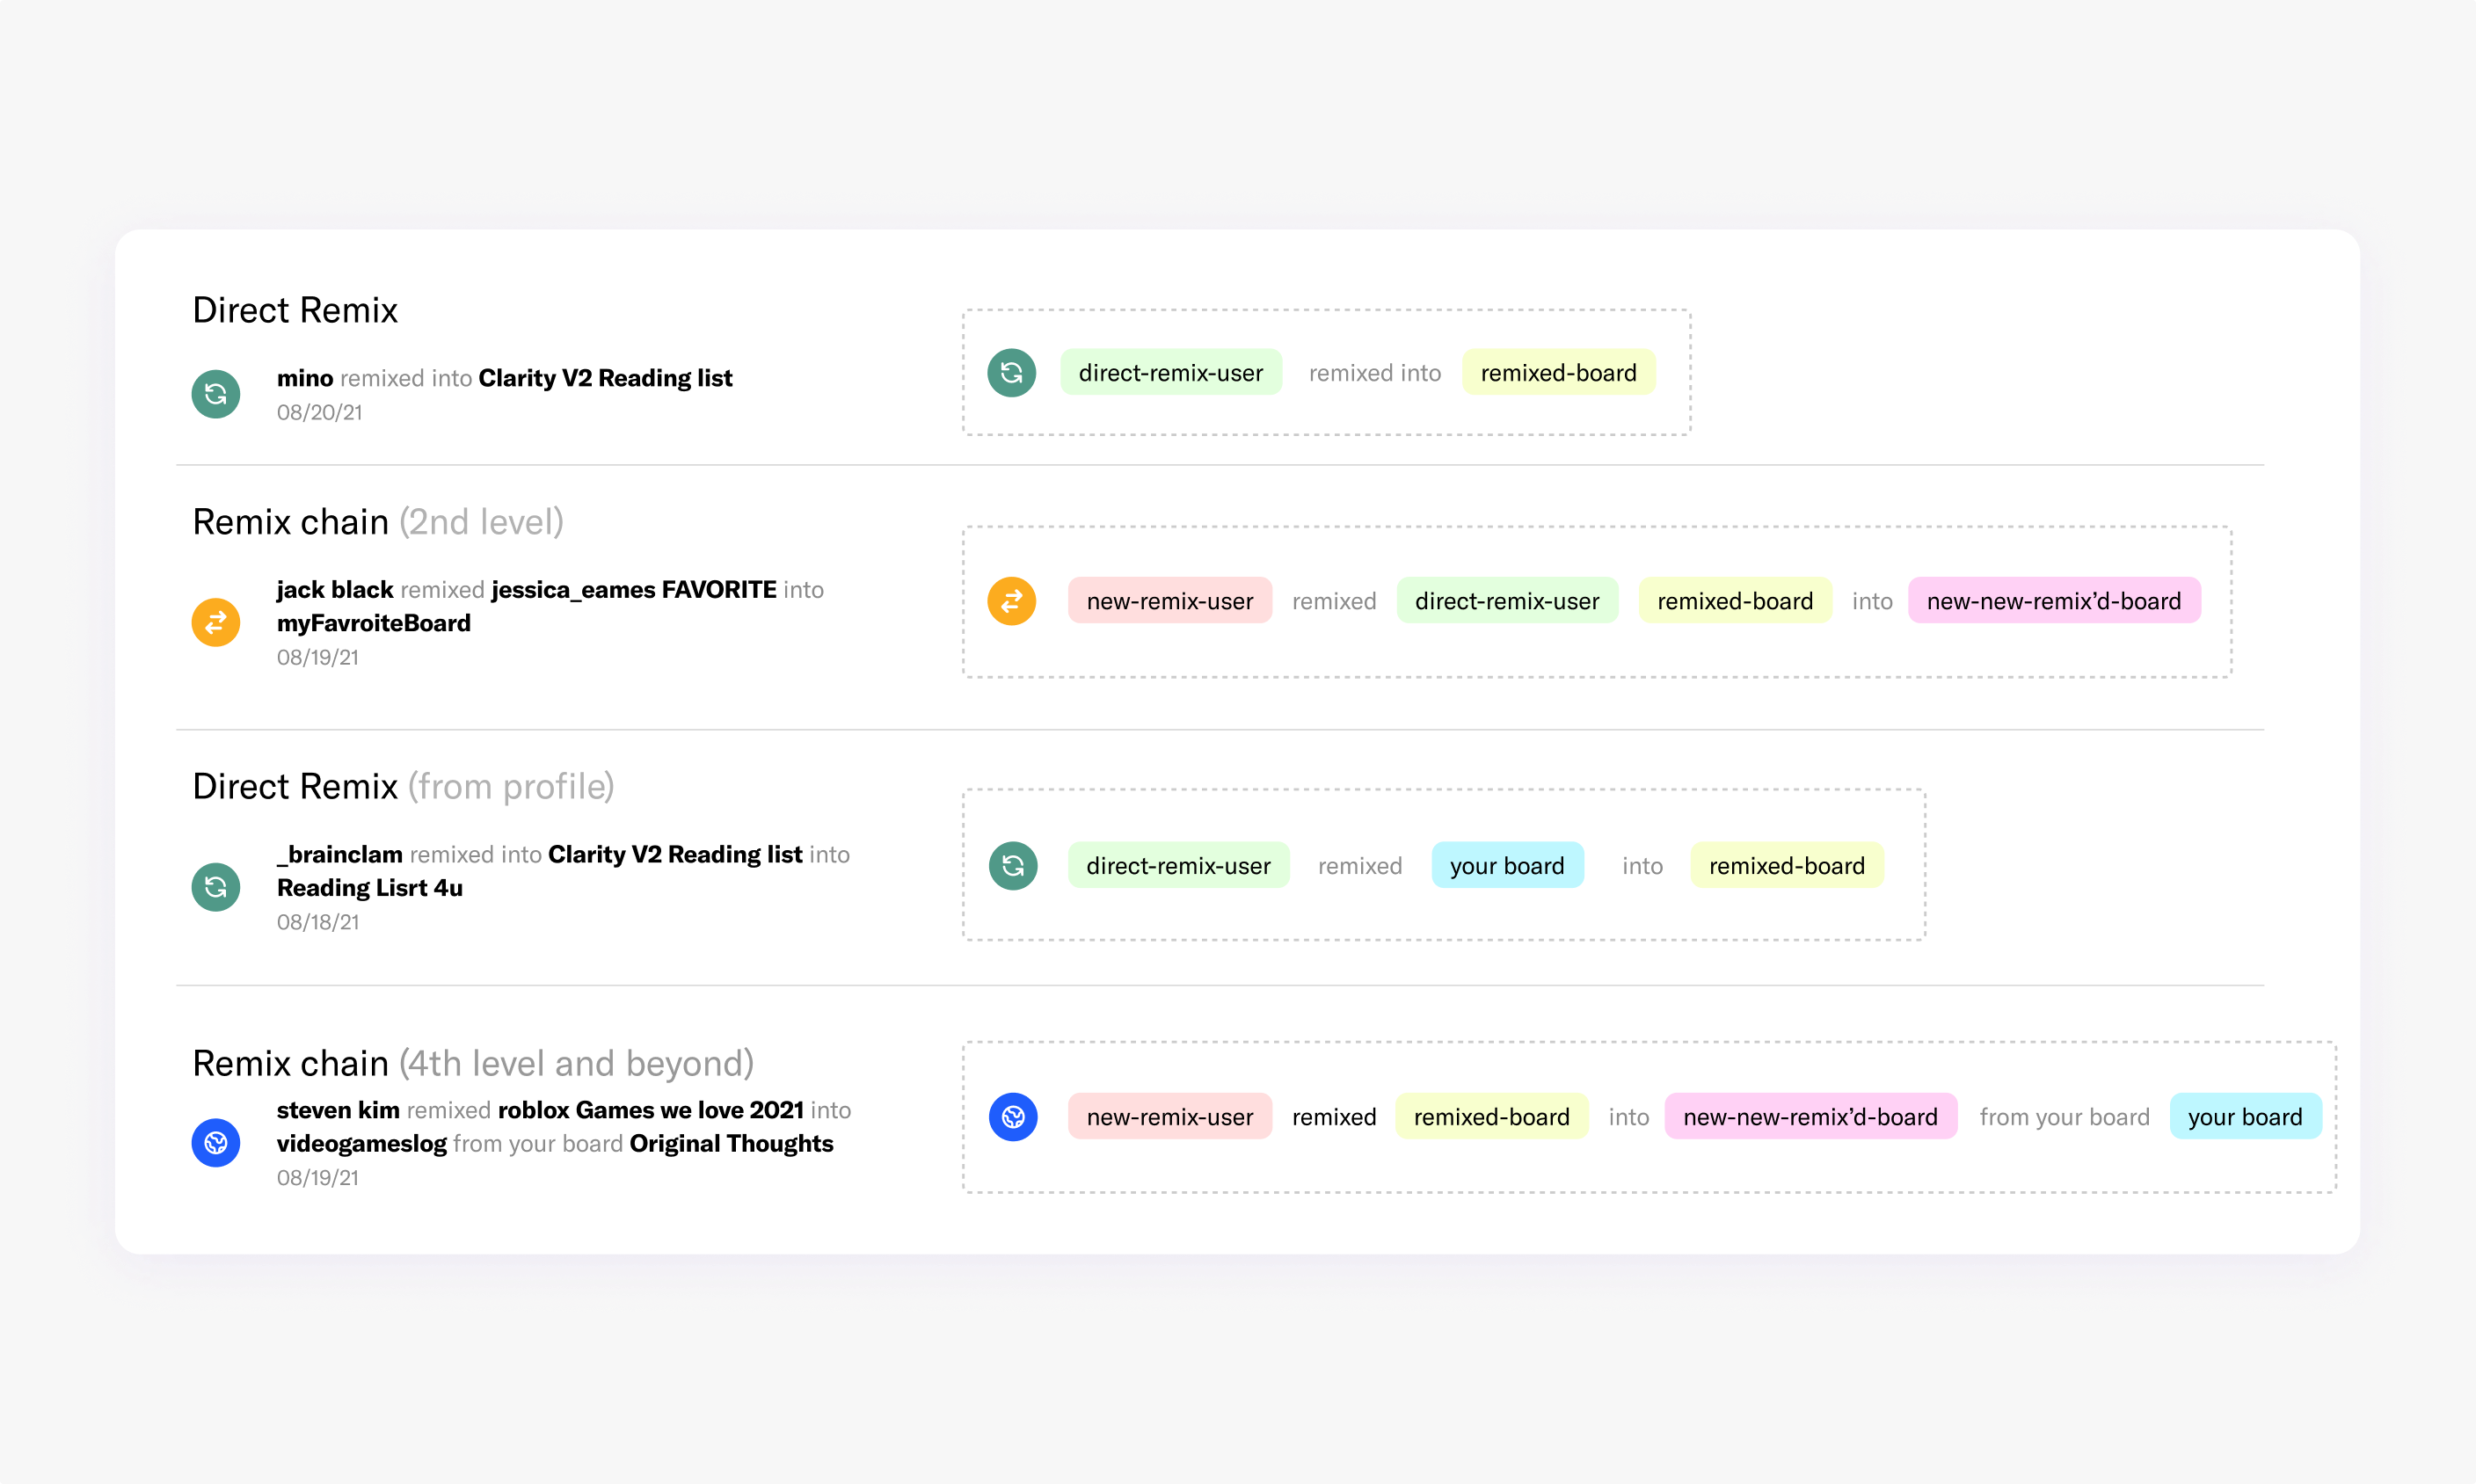 Direct Remix
mino remixed into Clarity V2 Reading list
08/20/21
direct-remix-user remixed into remixed-board
Remix chain (2nd level)
jack black remixed jessica_eames FAVORITE into
myFavroiteBoard
08/19/21
new-remix-user remixed direct-remix-user remixed-board into new-new-remix’d-board
Direct Remix (from profile)
_brainclam remixed into Clarity V2 Reading list into
Reading Lisrt 4u
08/18/21
direct-remix-user remixed your board into remixed-board
Remix chain (4th level and beyond)
steven kim remixed roblox Games we love 2021 into
videogameslog from your board Original Thoughts
08/19/21
new-remix-user remixed remixed-board into new-new-remix’d-board from your board your board